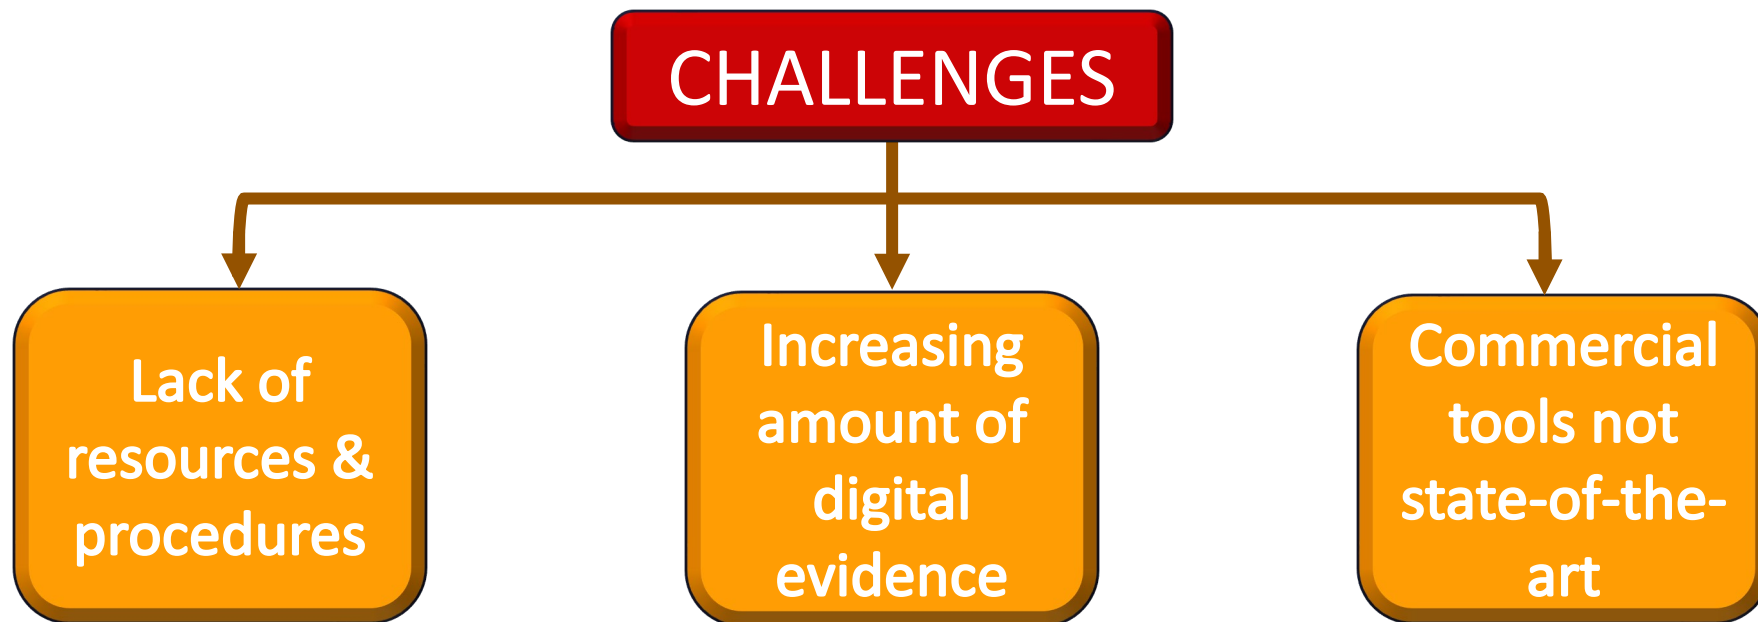 CHALLENGES
Lack of
resources &
procedures
Increasing
amount of
digital
evidence
Commercial
tools not
state-of-the-
art